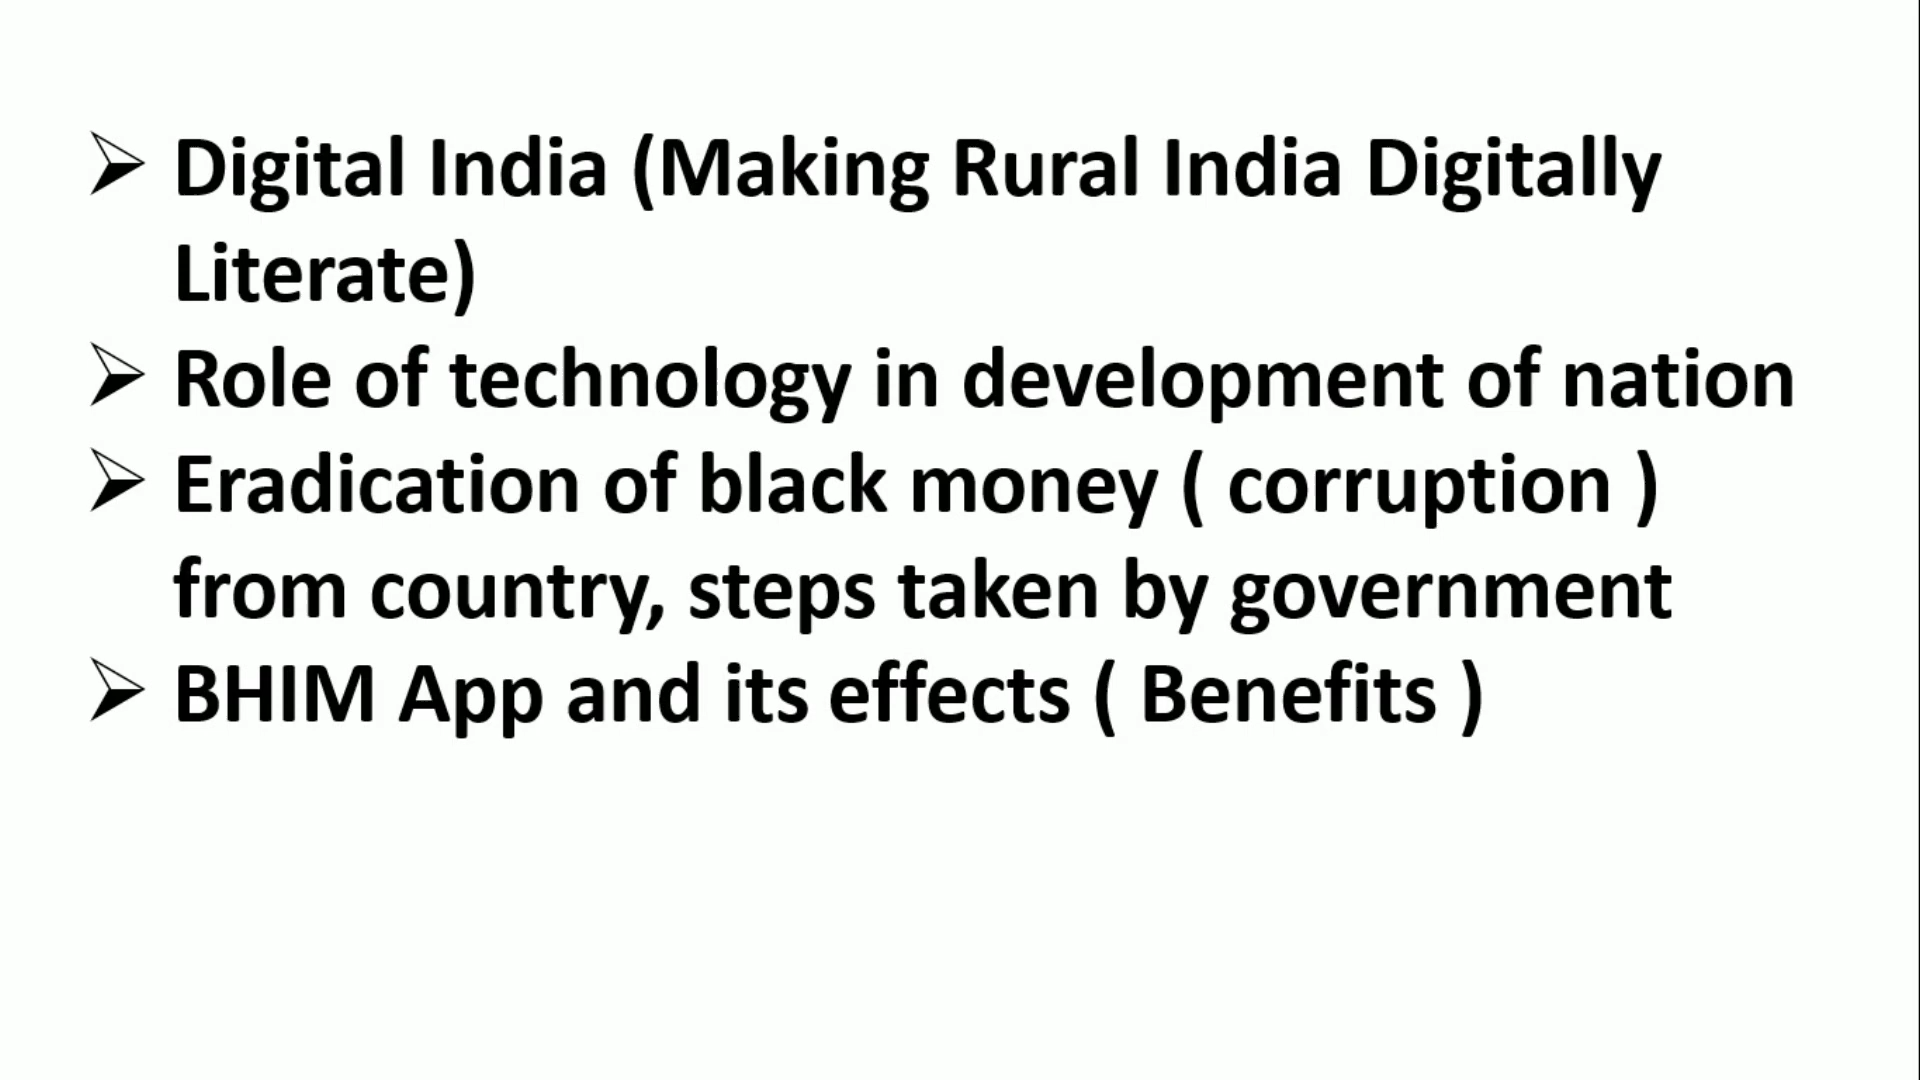 ➢ Digital India (Making Rural India Digitally
Literate)
➢ Role of technology in development of nation
➢ Eradication of black money ( corruption )
from country, steps taken by government
➢ BHIM App and its effects ( Benefits )